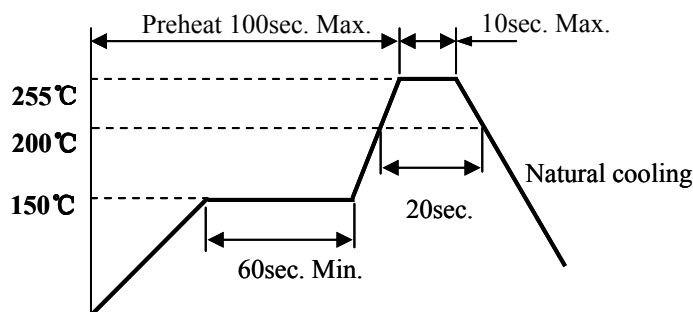 Preheat 100sec. Max.
10sec. Max.
255℃
200℃
150℃
Natural cooling
20sec.
60sec. Min.